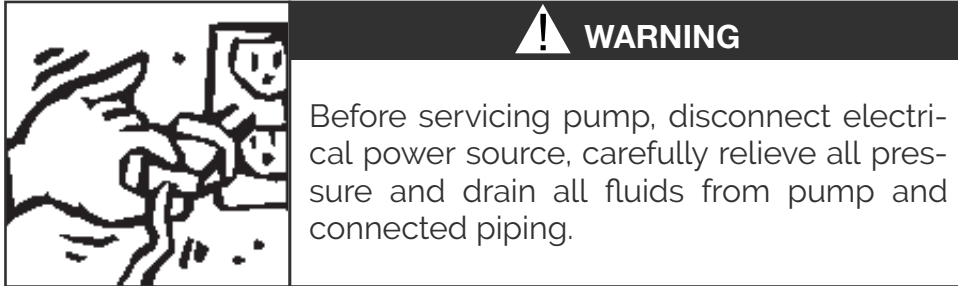 WARNING
Before servicing pump, disconnect electri-
cal power source, carefully relieve all pres-
sure and drain all fluids from pump and
connected piping.